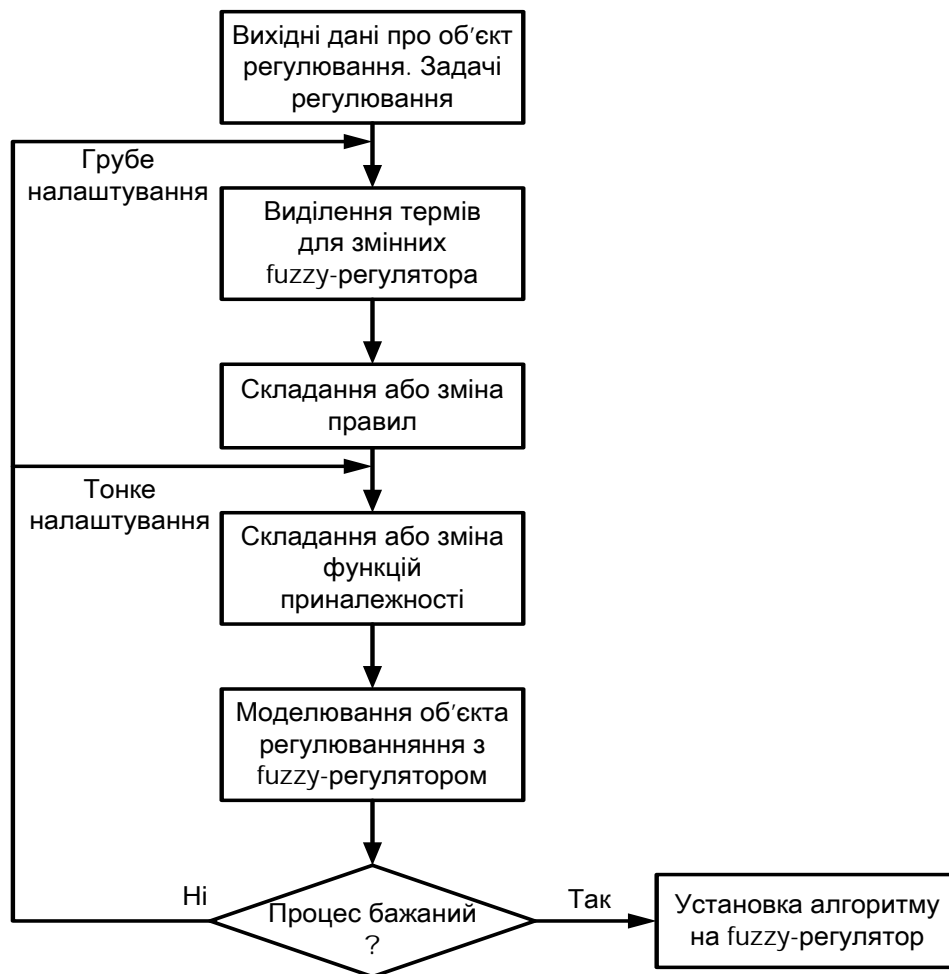 Вихідні дані про об'єкт
регулювання. Задачі
регулювання
Грубе
налаштування
Виділення термів
для змінних
fuzzy-регулятора
Складання або зміна
правил
Тонке
налаштування
Складання або зміна
функцій
приналежності
Моделювання об'єкта
регулюванняння з
fuzzy-регулятором
Ні
Процес бажаний
?
Так
Установка алгоритму
на fuzzy-регулятор